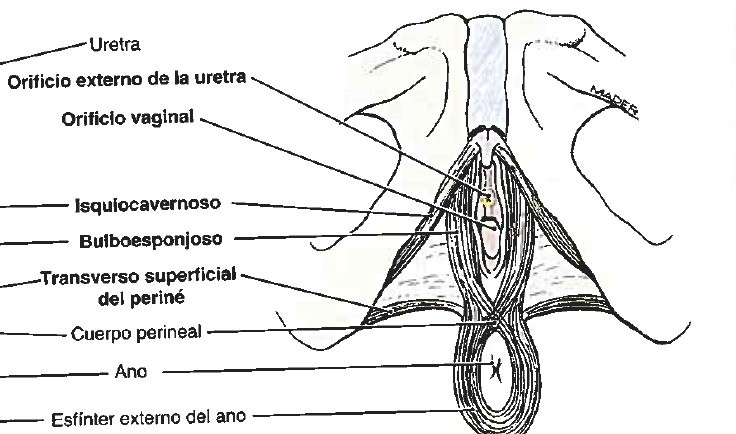 Uretra
Orificio externo de la uretra
Orificio vaginal
MADER
Isquiocavernoso
Bulboesponjoso
Transverso superficial
del periné
Cuerpo perineal
Ano
Esfínter externo del ano